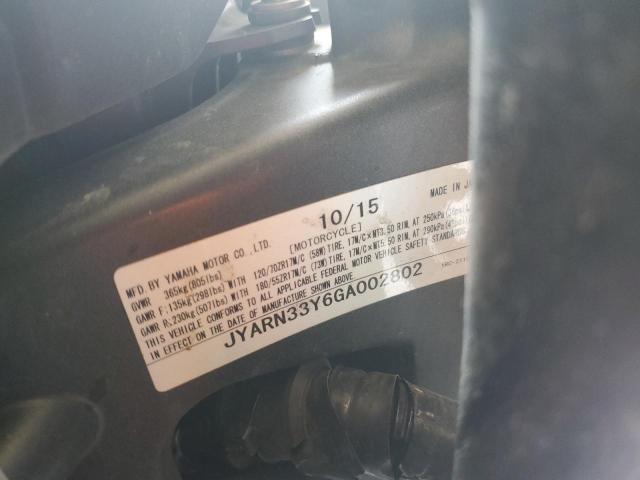 10/15 MADE IN
MFD. BY YAMAHA MOTOR CO.,LTD. [MOTORCYCLE]
GVWR 365kg(805lbs)
GAWR F:135kg(298lbs)WITH 120/70ZR17M/C (58W)TIRE, 17M/C×MT3.50 RIM, AT 250kPa
GAWR R:230kg(507lbs)WITH 180/55ZR17M/C (73W)TIRE, 17M/C×MT5.50 RIM, AT 290kPa
THIS VEHICLE CONFORMS TO ALL APPLICABLE FEDERAL MOTOR VEHICLE SAFETY STANDARDS
IN EFFECT ON THE DATE OF MANUFACTURE SHOWN ABOVE
JYARN33Y6GA002802